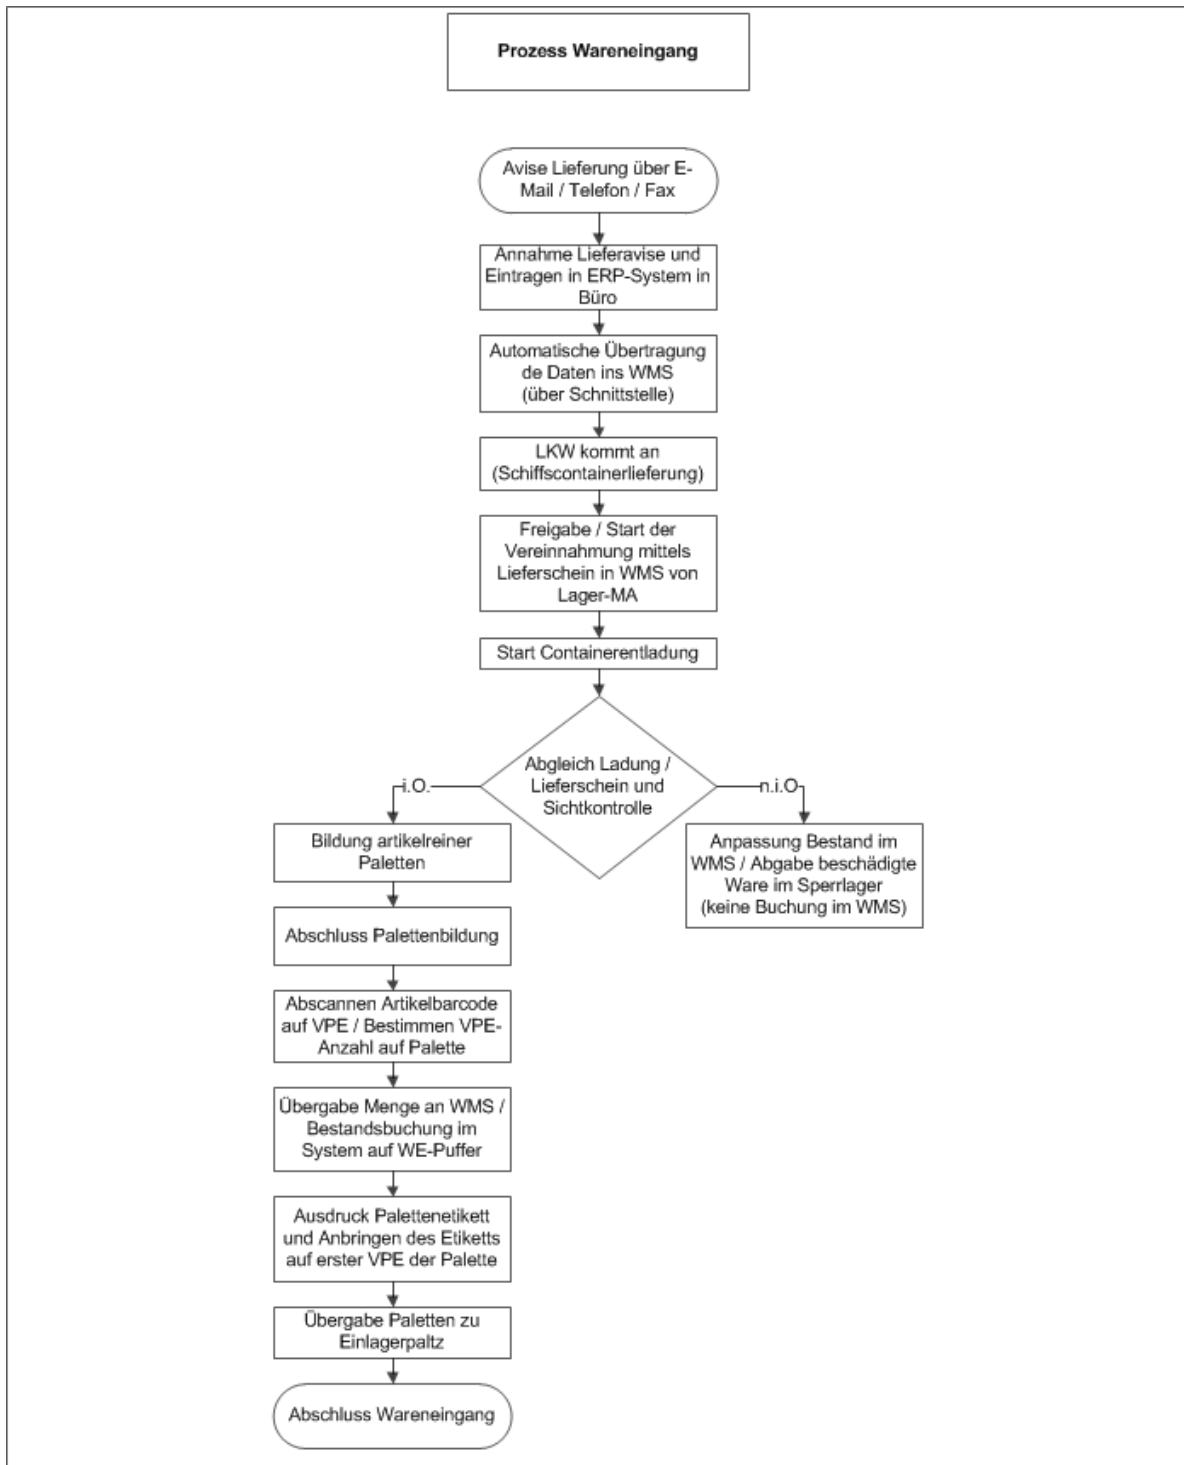 Prozess Wareneingang
Avise Lieferung über E-
Mail / Telefon / Fax
Annahme Lieferavise und
Eintragen in ERP-System in
Büro
Automatische Übertragung
de Daten ins WMS
(über Schnittstelle)
LKW kommt an
(Schiffscontainerlieferung)
Freigabe / Start der
Vereinnahmung mittels
Lieferschein in WMS von
Lager-MA
Start Containerentladung
Abgleich Ladung /
Lieferschein und
Sichtkontrolle
i.O.
n.i.O
Bildung artikelreiner
Paletten
Anpassung Bestand im
WMS / Abgabe beschädigte
Ware im Sperrlager
(keine Buchung im WMS)
Abschluss Palettenbildung
Abscannen Artikelbarcode
auf VPE / Bestimmen VPE-
Anzahl auf Palette
Übergabe Menge an WMS /
Bestandsbuchung im
System auf WE-Puffer
Ausdruck Palettenetikett
und Anbringen des Etiketts
auf erster VPE der Palette
Übergabe Paletten zu
Einlagerpaltz
Abschluss Wareneingang